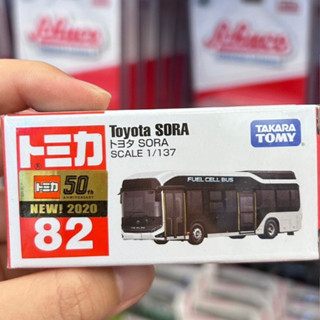 Schuco
トミカ
Toyota SORA
トヨタ SORA
SCALE 1/137
TAKARA
TOMY
トミカ 50th
ANNIVERSARY
NEW! 2020
82
FUEL CELL BUS